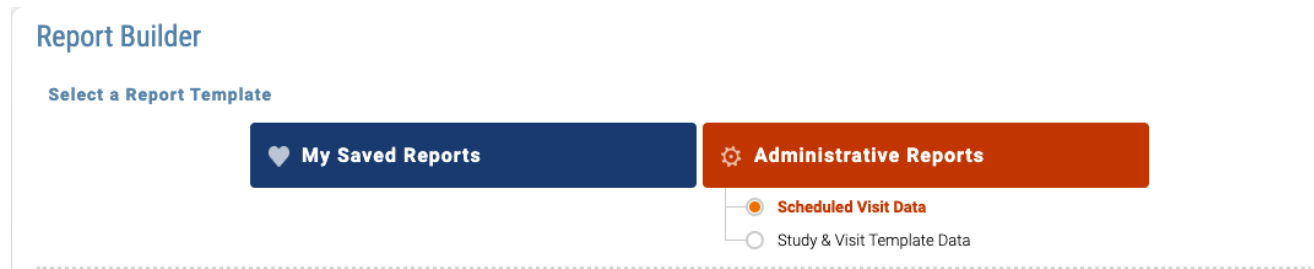 Report Builder
Select a Report Template
My Saved Reports
Administrative Reports
Scheduled Visit Data
Study & Visit Template Data